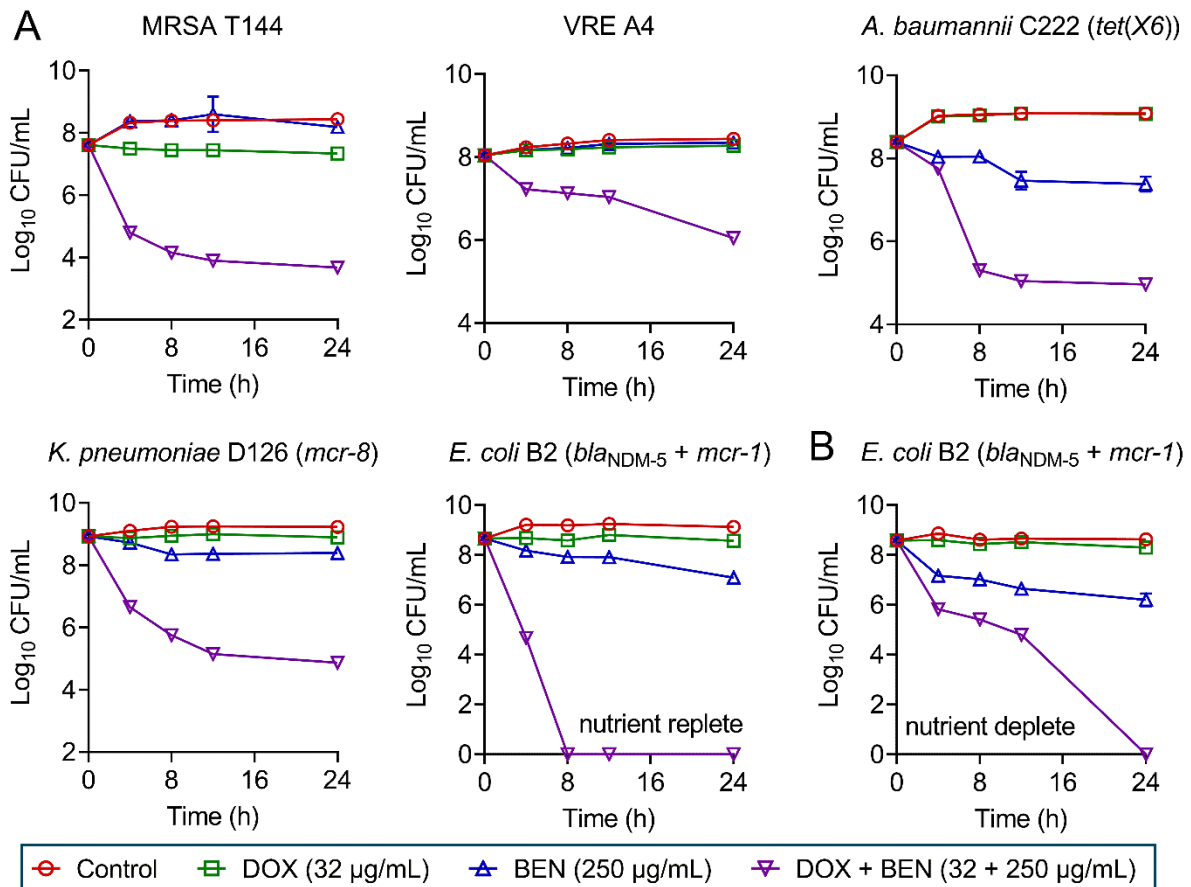 A
MRSA T144
VRE A4
A. baumannii C222 (tet(X6))
Log10 CFU/mL
10
8
6
4
2
0 8 16 24
Time (h)
Log10 CFU/mL
10
8
6
4
0 8 16 24
Time (h)
Log10 CFU/mL
10
8
6
4
0 8 16 24
Time (h)
K. pneumoniae D126 (mcr-8)
E. coli B2 (blaNDM-5 + mcr-1)
B
E. coli B2 (blaNDM-5 + mcr-1)
Log10 CFU/mL
10
8
6
4
2
0 8 16 24
Time (h)
Log10 CFU/mL
10
8
6
4
2
0
nutrient replete
0 8 16 24
Time (h)
Log10 CFU/mL
10
8
6
4
2
0
nutrient deplete
0 8 16 24
Time (h)
Control DOX (32 µg/mL) BEN (250 µg/mL) DOX + BEN (32 + 250 µg/mL)